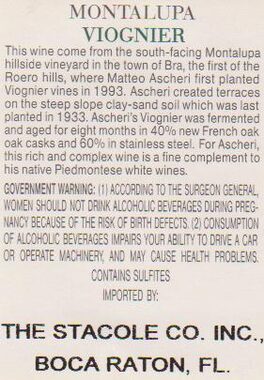 MONTALUPA
VIOGNIER
This wine come from the south-facing Montalupa
hillside vineyard in the town of Bra, the first of the
Roero hills, where Matteo Ascheri first planted
Viognier vines in 1993. Ascheri created terraces
on the steep slope clay-sand soil which was last
planted in 1933. Ascheri's Viognier was fermented
and aged for eight months in 40% new French oak
oak casks and 60% in stainless steel. For Ascheri,
this rich and complex wine is a fine complement to
his native Piedmontese white wines.
GOVERNMENT WARNING: (1) ACCORDING TO THE SURGEON GENERAL,
WOMEN SHOULD NOT DRINK ALCOHOLIC BEVERAGES DURING PREG-
NANCY BECAUSE OF THE RISK OF BIRTH DEFECTS. (2) CONSUMPTION
OF ALCOHOLIC BEVERAGES IMPAIRS YOUR ABILITY TO DRIVE A CAR
OR OPERATE MACHINERY, AND MAY CAUSE HEALTH PROBLEMS.
CONTAINS SULFITES
IMPORTED BY:
THE STACOLE CO. INC.,
BOCA RATON, FL.